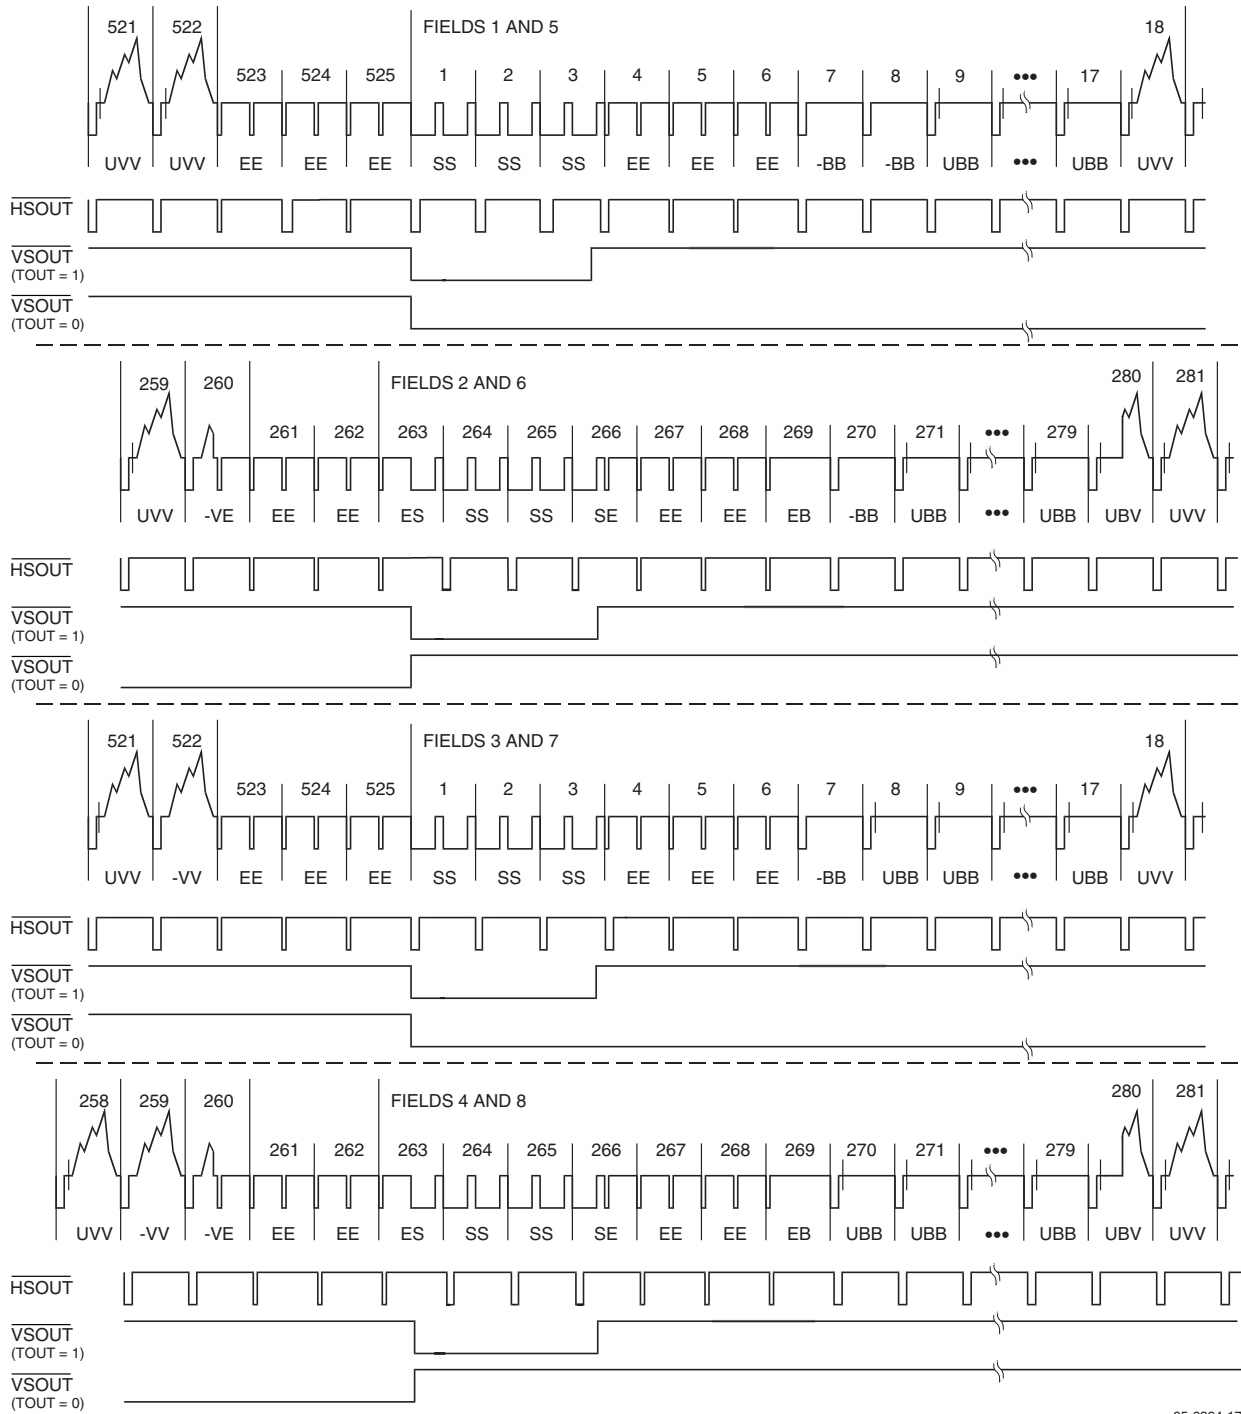 521 522 FIELDS 1 AND 5 18
523 524 525 1 2 3 4 5 6 7 8 9 ••• 17
UVV UVV EE EE EE SS SS SS EE EE EE -BB -BB UBB ••• UBB UVV
HSOUT
VSOUT
(TOUT = 1)
VSOUT
(TOUT = 0)
259 260 FIELDS 2 AND 6 280 281
261 262 263 264 265 266 267 268 269 270 271 ••• 279
UVV -VE EE EE ES SS SS SE EE EE EB -BB UBB ••• UBB UBV UVV
HSOUT
VSOUT
(TOUT = 1)
VSOUT
(TOUT = 0)
521 522 FIELDS 3 AND 7 18
523 524 525 1 2 3 4 5 6 7 8 9 ••• 17
UVV -VV EE EE EE SS SS SS EE EE EE -BB UBB UBB ••• UBB UVV
HSOUT
VSOUT
(TOUT = 1)
VSOUT
(TOUT = 0)
258 259 260 FIELDS 4 AND 8 280 281
261 262 263 264 265 266 267 268 269 270 271 ••• 279
UVV -VV -VE EE EE ES SS SS SE EE EE EB UBB UBB ••• UBB UBV UVV
HSOUT
VSOUT
(TOUT = 1)
VSOUT
(TOUT = 0)